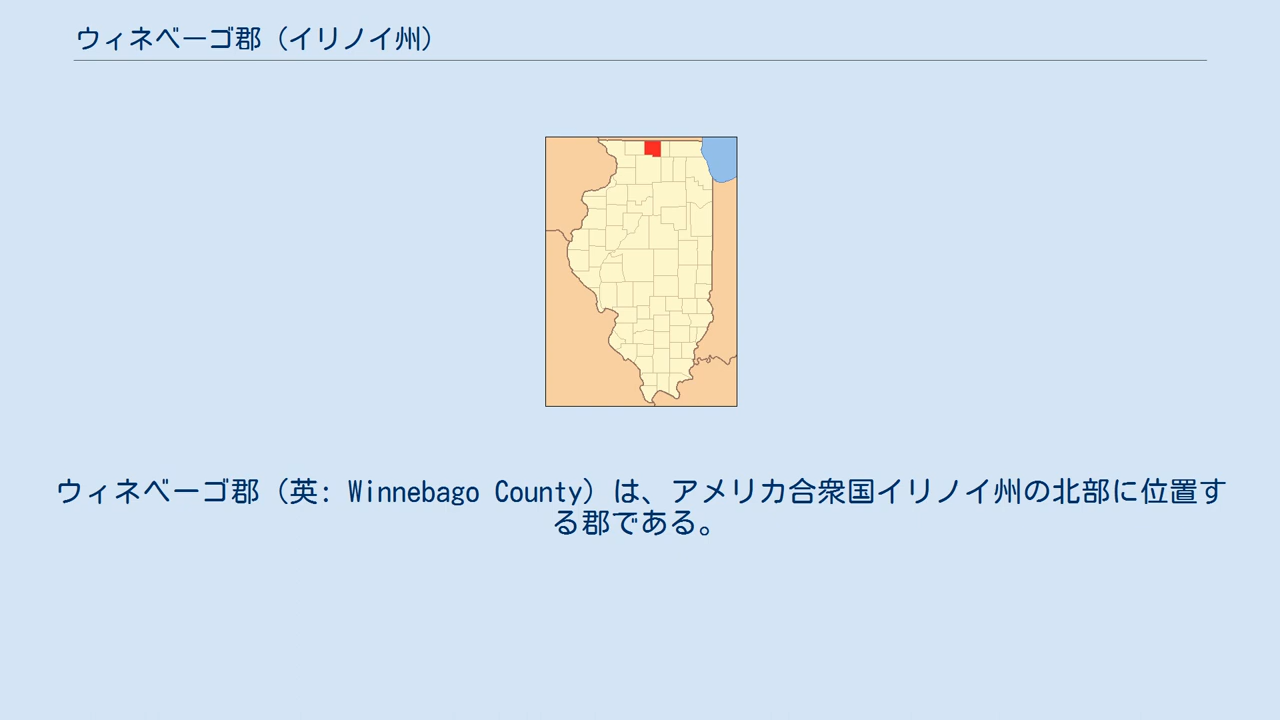 ウィネベーゴ郡（イリノイ州）
ウィネベーゴ郡（英: Winnebago County）は、アメリカ合衆国イリノイ州の北部に位置す
る郡である。